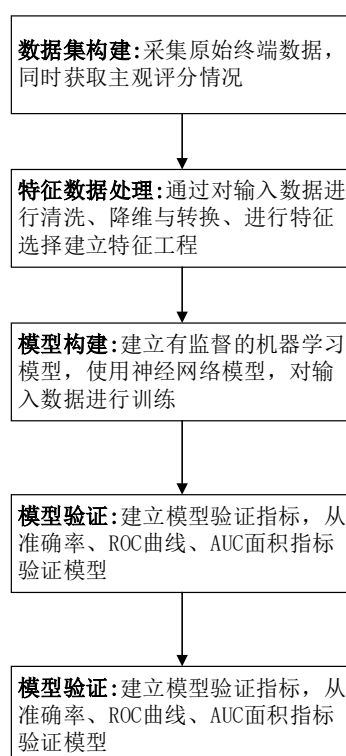 数据集构建:采集原始终端数据，
同时获取主观评分情况
特征数据处理:通过对输入数据进
行清洗、降维与转换、进行特征
选择建立特征工程
模型构建:建立有监督的机器学习
模型，使用神经网络模型，对输
入数据进行训练
模型验证:建立模型验证指标，从
准确率、ROC曲线、AUC面积指标
验证模型
模型验证:建立模型验证指标，从
准确率、ROC曲线、AUC面积指标
验证模型